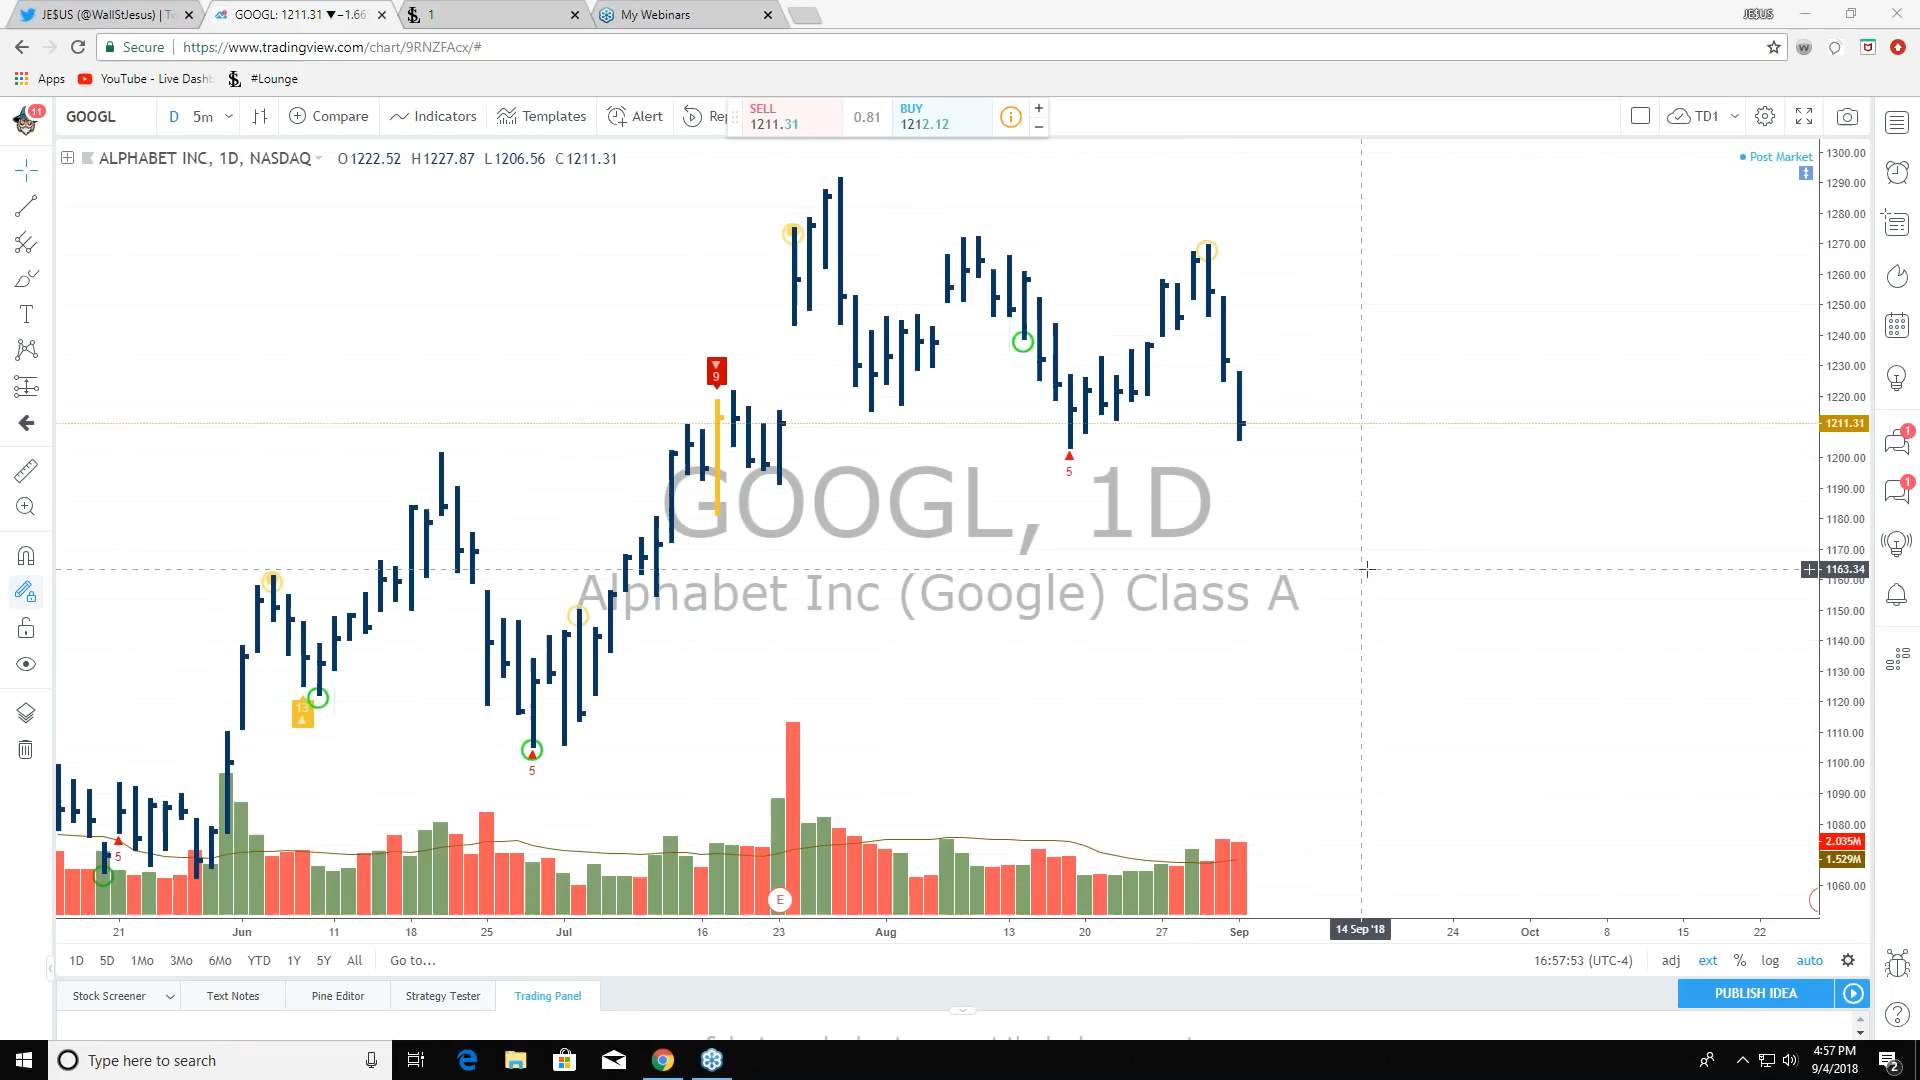 JE$US (@WallStJesus) | Tw
GOOGL: 1211.31 ▼−1.66
1
My Webinars
JE$US
Secure
https://www.tradingview.com/chart/9RNZFAcx/#
Apps
YouTube - Live Dashb
#Lounge
11
GOOGL
D
5m
Compare
Indicators
Templates
Alert
Rep
SELL
1211.31
0.81
BUY
1212.12
+
−
TD1
ALPHABET INC, 1D, NASDAQ
O1222.52 H1227.87 L1206.56 C1211.31
Post Market
1300.00
1290.00
1280.00
1270.00
1260.00
1250.00
1240.00
1230.00
1220.00
1211.31
1200.00
1190.00
1180.00
1170.00
1163.34
1160.00
1150.00
1140.00
1130.00
1120.00
1110.00
1100.00
1090.00
1080.00
2.035M
1.529M
1060.00
9
5
GOOGL, 1D
Alphabet Inc (Google) Class A
13
5
5
E
1
1
21 Jun 11 18 25 Jul 16 23 Aug 13 20 27 Sep 14 Sep '18 24 Oct 8 15 22
1D 5D 1Mo 3Mo 6Mo YTD 1Y 5Y All Go to...
16:57:53 (UTC-4) adj ext % log auto
Stock Screener
Text Notes
Pine Editor
Strategy Tester
Trading Panel
PUBLISH IDEA
Type here to search
4:57 PM
9/4/2018
2